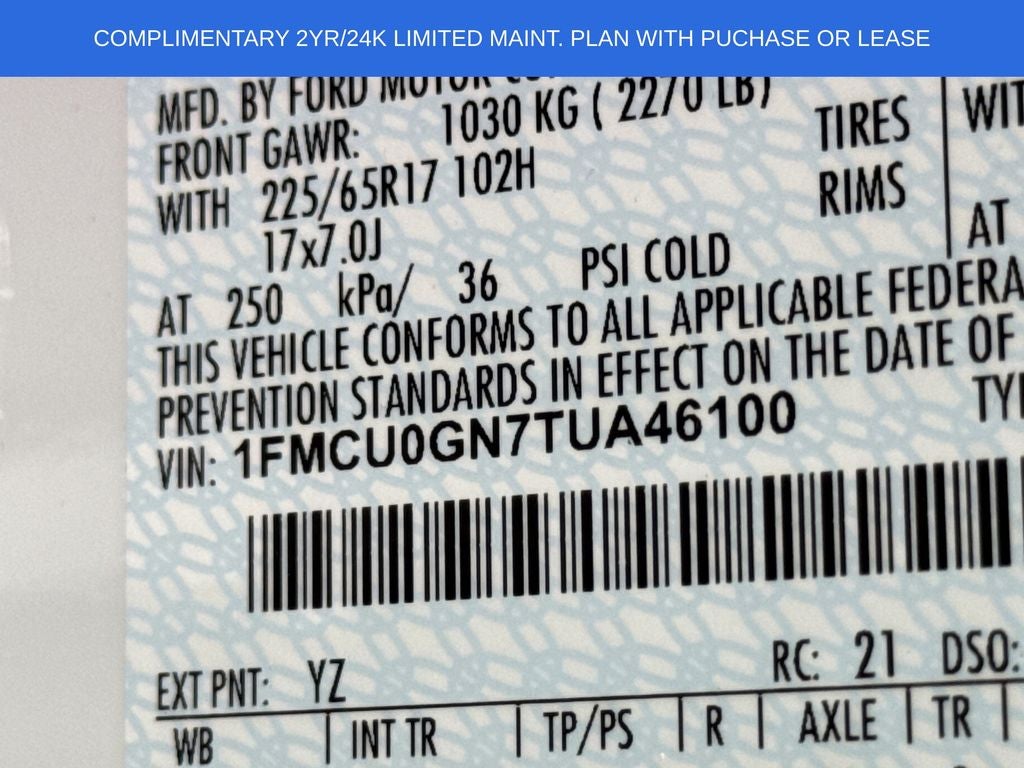 COMPLIMENTARY 2YR/24K LIMITED MAINT. PLAN WITH PUCHASE OR LEASE
MFD. BY FORD MOTOR
FRONT GAWR: 1030 KG ( 2270 LB)
WITH 225/65R17 102H TIRES
17x7.0J RIMS
AT 250 kPa/ 36 PSI COLD
WIT
AT
THIS VEHICLE CONFORMS TO ALL APPLICABLE FEDERA
PREVENTION STANDARDS IN EFFECT ON THE DATE OF
VIN: 1FMCU0GN7TUA46100 TYP
EXT PNT: YZ RC: 21 DSO:
WB INT TR TP/PS R AXLE TR